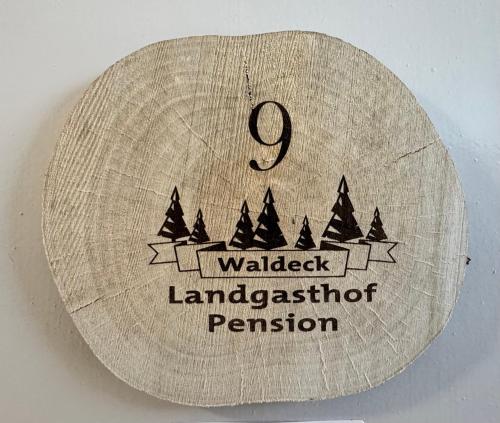 9
Waldeck
Landgasthof
Pension